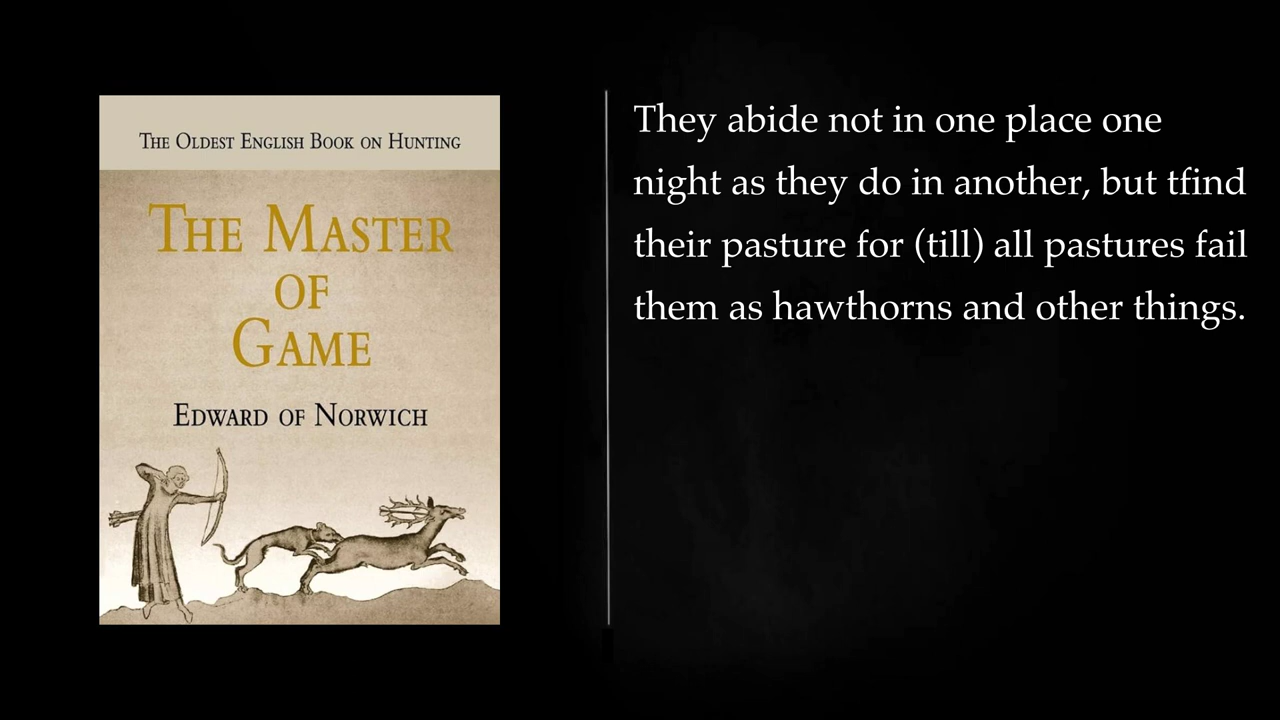 The Oldest English Book on Hunting
The Master
of
Game
Edward of Norwich
They abide not in one place one
night as they do in another, but tfind
their pasture for (till) all pastures fail
them as hawthorns and other things.